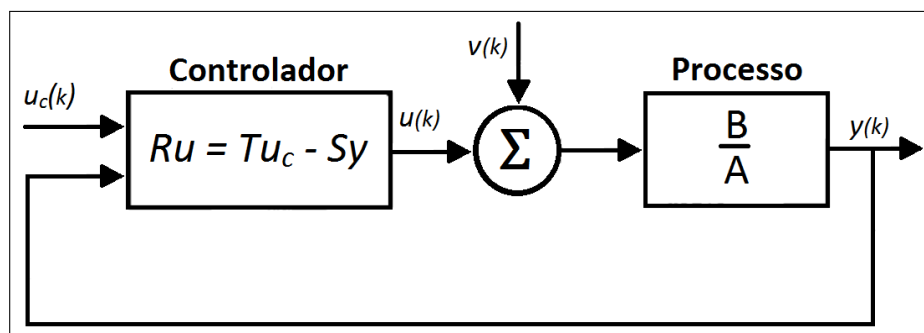 Controlador
u_c(k)
Ru = Tu_c - Sy
u(k)
v(k)
Σ
Processo
B
A
y(k)